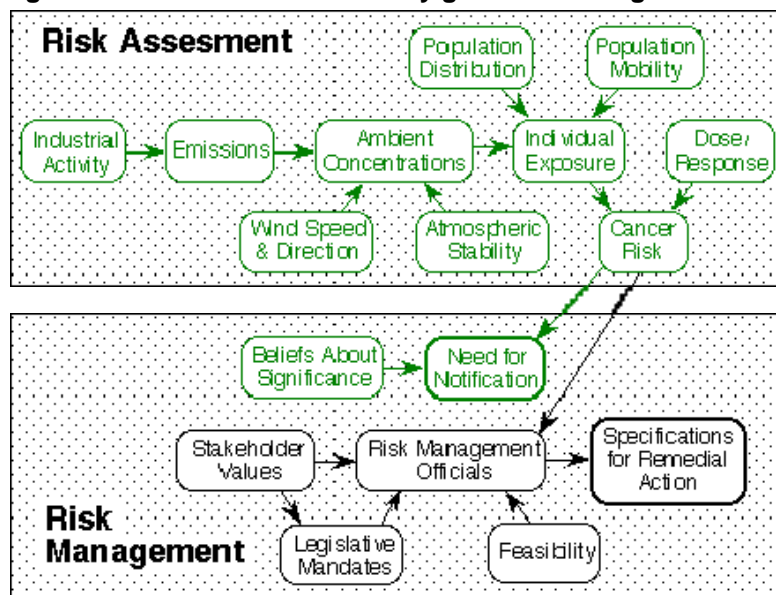 Risk Assesment
Population
Distribution
Population
Mobility
Industrial
Activity
Emissions
Ambient
Concentrations
Individual
Exposure
Dose/
Response
Wind Speed
& Direction
Atmospheric
Stability
Cancer
Risk
Beliefs About
Significance
Need for
Notification
Stakeholder
Values
Risk Management
Officials
Specifications
for Remedial
Action
Risk
Management
Legislative
Mandates
Feasibility